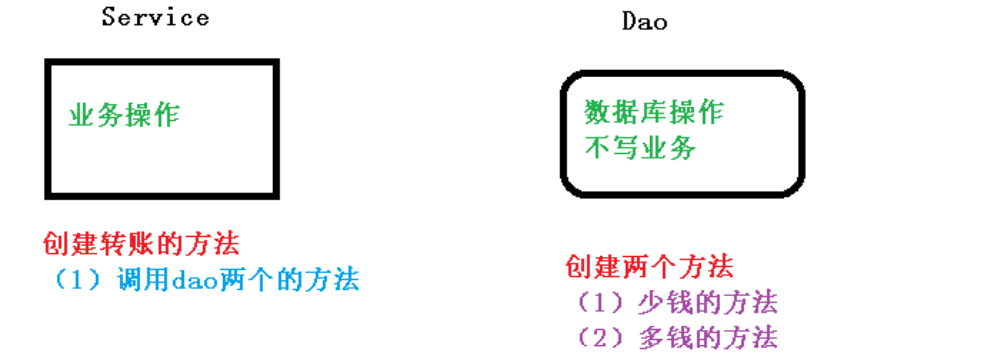 Service
业务操作
创建转账的方法
（1）调用dao两个的方法
Dao
数据库操作
不写业务
创建两个方法
（1）少钱的方法
（2）多钱的方法